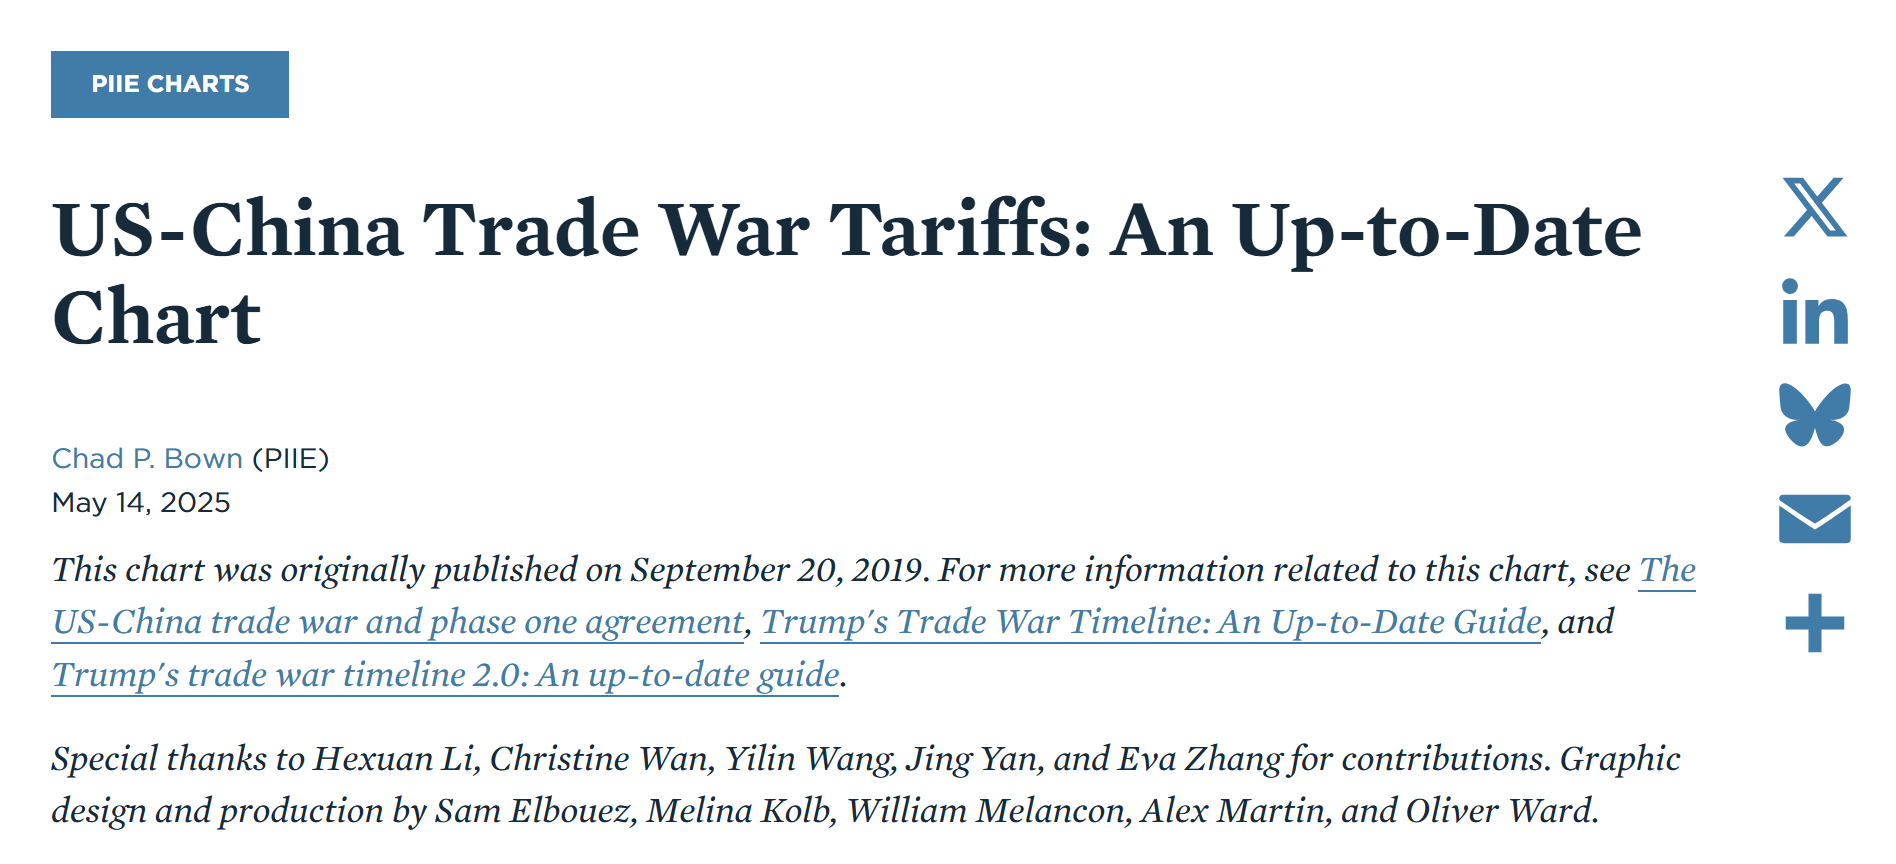 PIIE CHARTS
US-China Trade War Tariffs: An Up-to-Date
Chart
Chad P. Bown (PIIE)
May 14, 2025
This chart was originally published on September 20, 2019. For more information related to this chart, see The
US-China trade war and phase one agreement, Trump's Trade War Timeline: An Up-to-Date Guide, and
Trump's trade war timeline 2.0: An up-to-date guide.
Special thanks to Hexuan Li, Christine Wan, Yilin Wang, Jing Yan, and Eva Zhang for contributions. Graphic
design and production by Sam Elbouez, Melina Kolb, William Melancon, Alex Martin, and Oliver Ward.